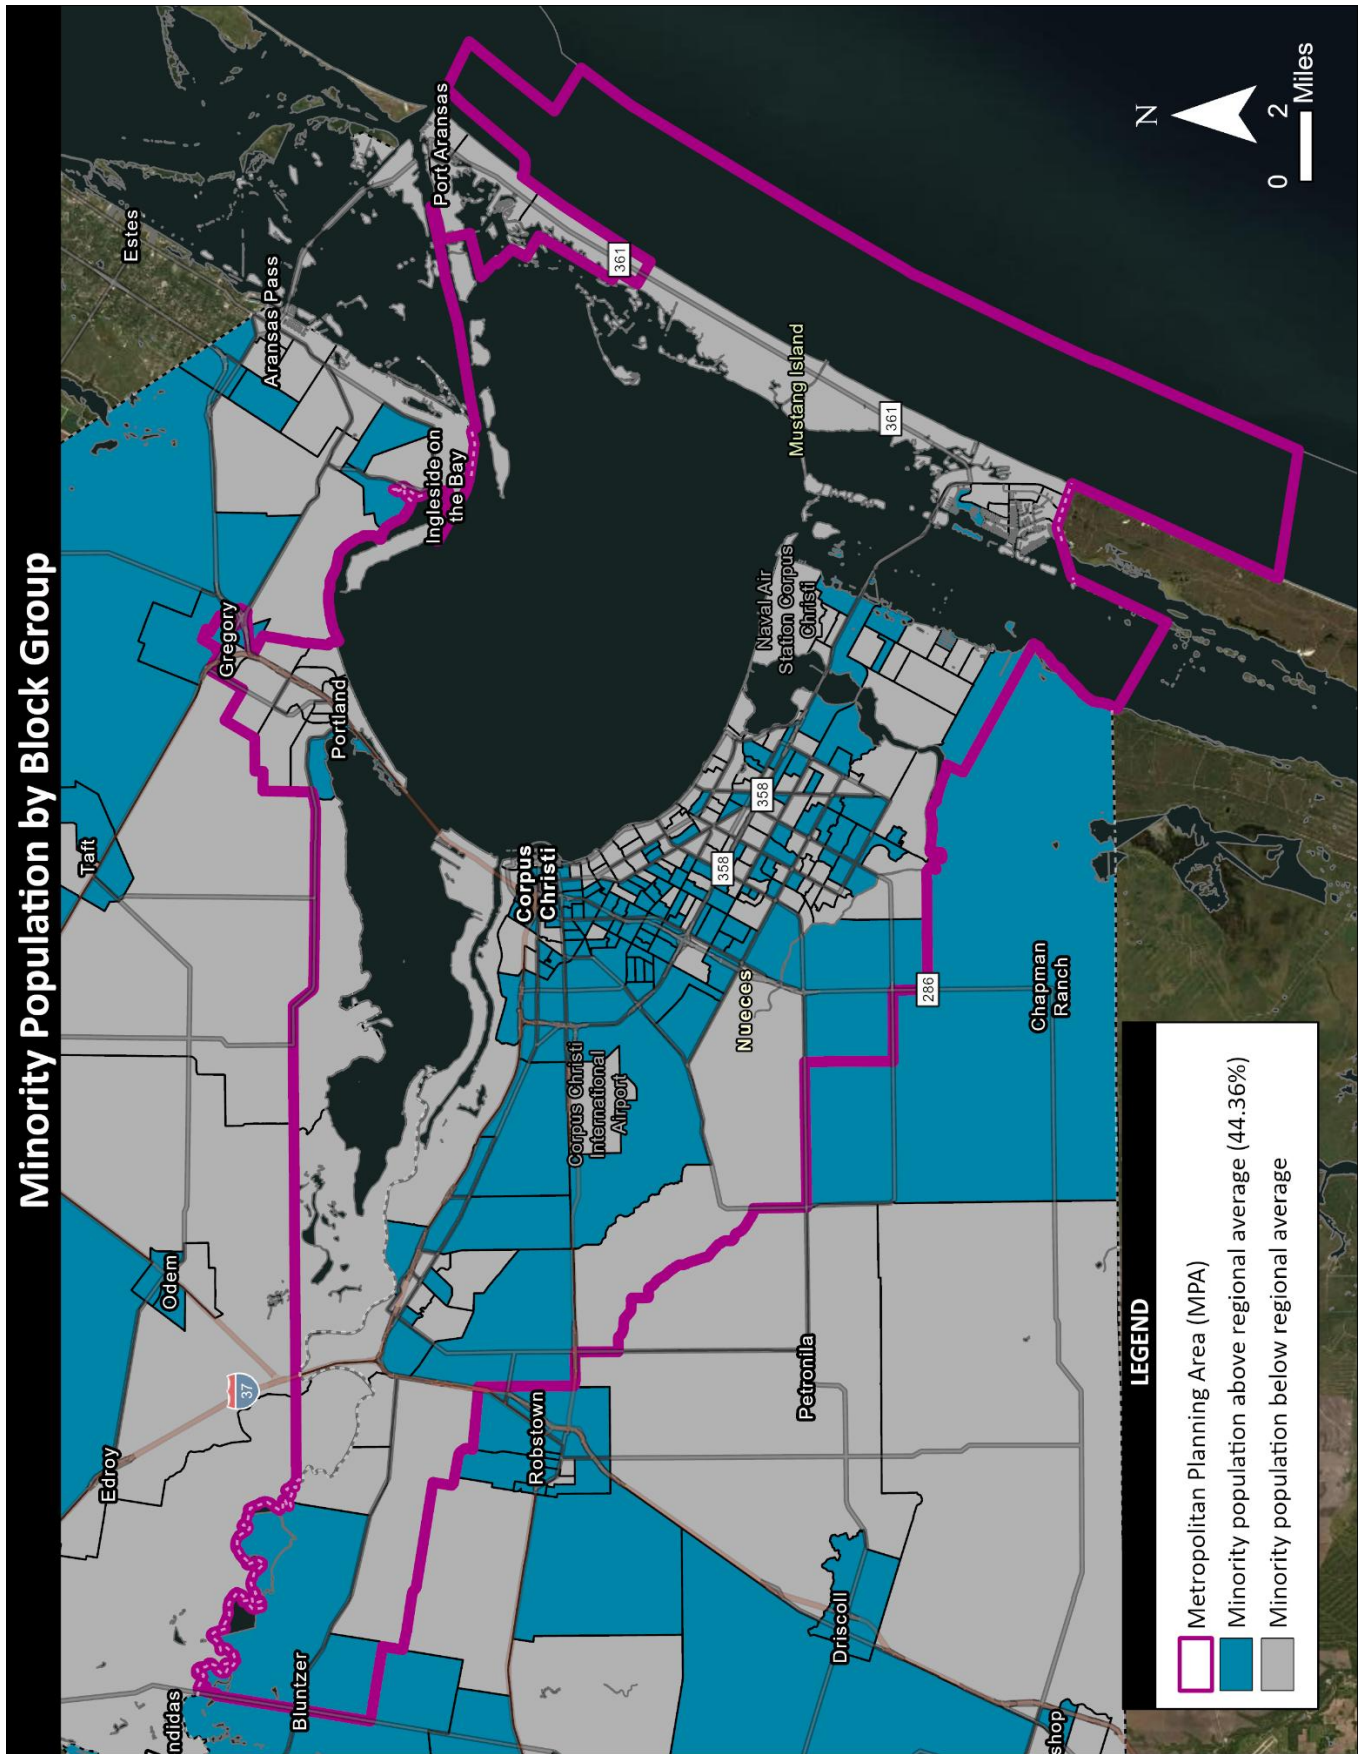 Minority Population by Block Group
Estes
Aransas Pass
Port Aransas
361
Ingleside on
the Bay
Mustang Island
361
Gregory
Portland
Taft
Naval Air
Station Corpus
Christi
358
358
Corpus
Christi
Nueces
286
Chapman
Ranch
Corpus Christi
International
Airport
Odem
37
Edroy
Robstown
Petronila
Driscoll
Bluntzer
ndidas
shop
N
0 2
Miles
LEGEND
Metropolitan Planning Area (MPA)
Minority population above regional average (44.36%)
Minority population below regional average